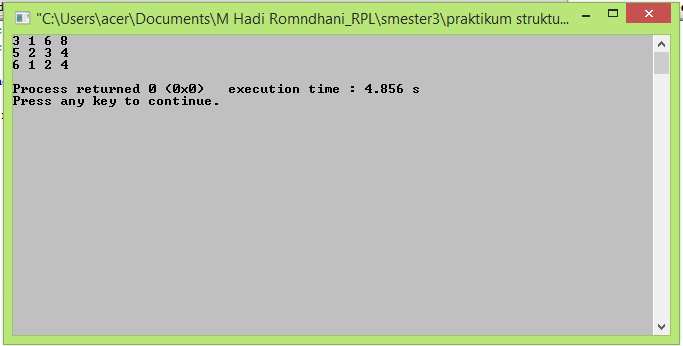 "C:\Users\acer\Documents\M Hadi Romndhani_RPL\smester3\praktikum struktu...
3 1 6 8
5 2 3 4
6 1 2 4
Process returned 0 (0x0)   execution time : 4.856 s
Press any key to continue.